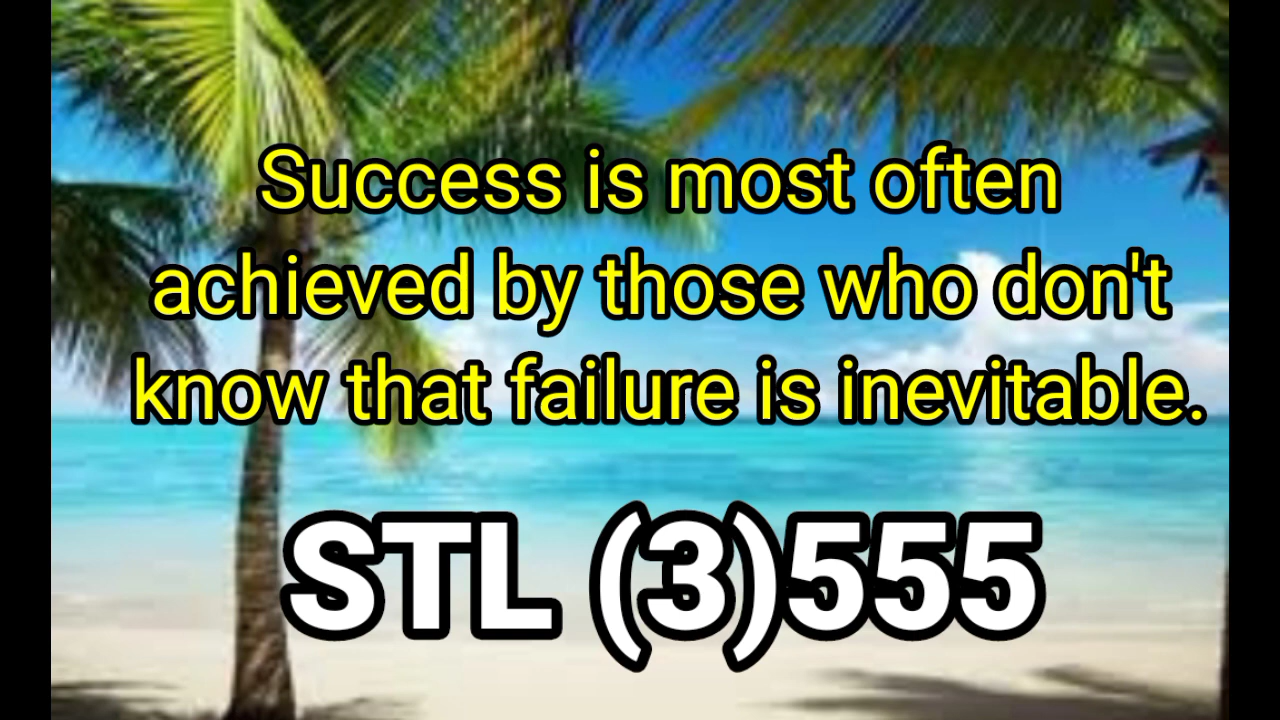 Success is most often
achieved by those who don't
know that failure is inevitable.
STL (3)555